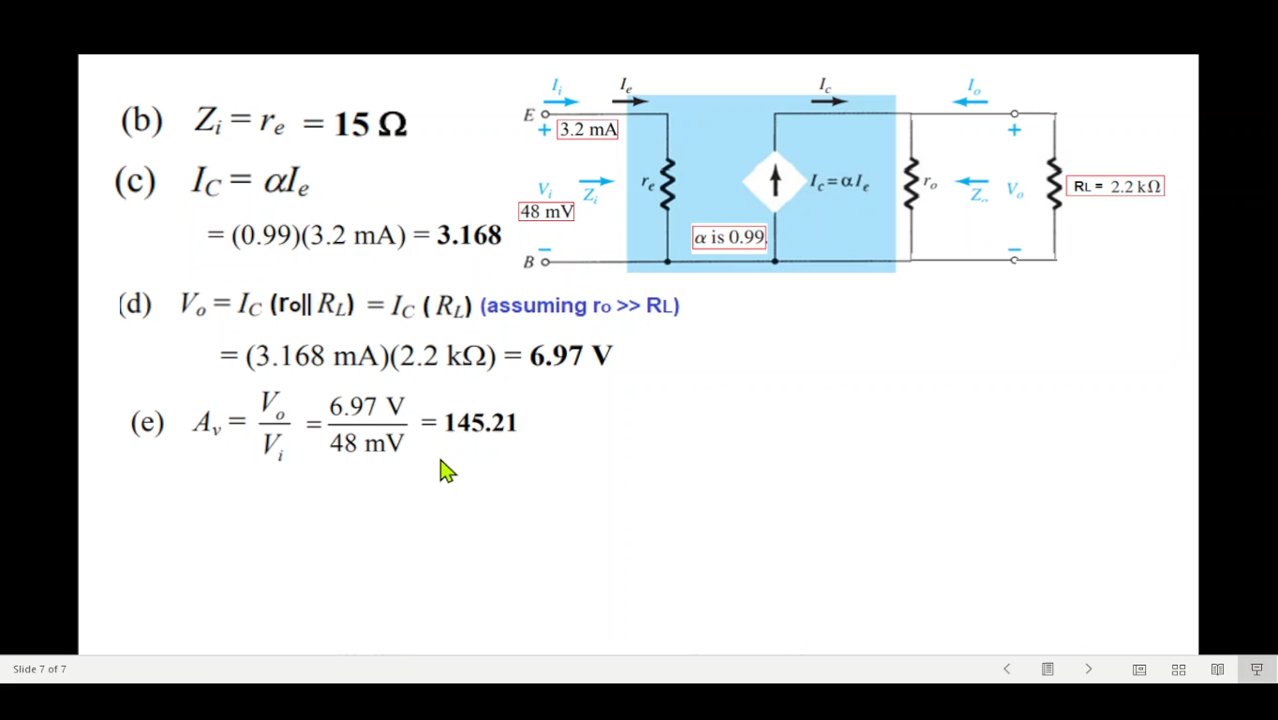 (b) Zi = re = 15 Ω
(c) IC = αIe
= (0.99)(3.2 mA) = 3.168
Ii
Ie
Ic
Io
E
+
3.2 mA
+
Vi
Zi
re
Ic = αIe
ro
Zo
Vo
RL = 2.2 kΩ
48 mV
α is 0.99.
−
−
B
(d) Vo = IC (ro|| RL) = IC ( RL) (assuming ro >> RL)
= (3.168 mA)(2.2 kΩ) = 6.97 V
(e) Av = Vo / Vi = 6.97 V / 48 mV = 145.21
Slide 7 of 7